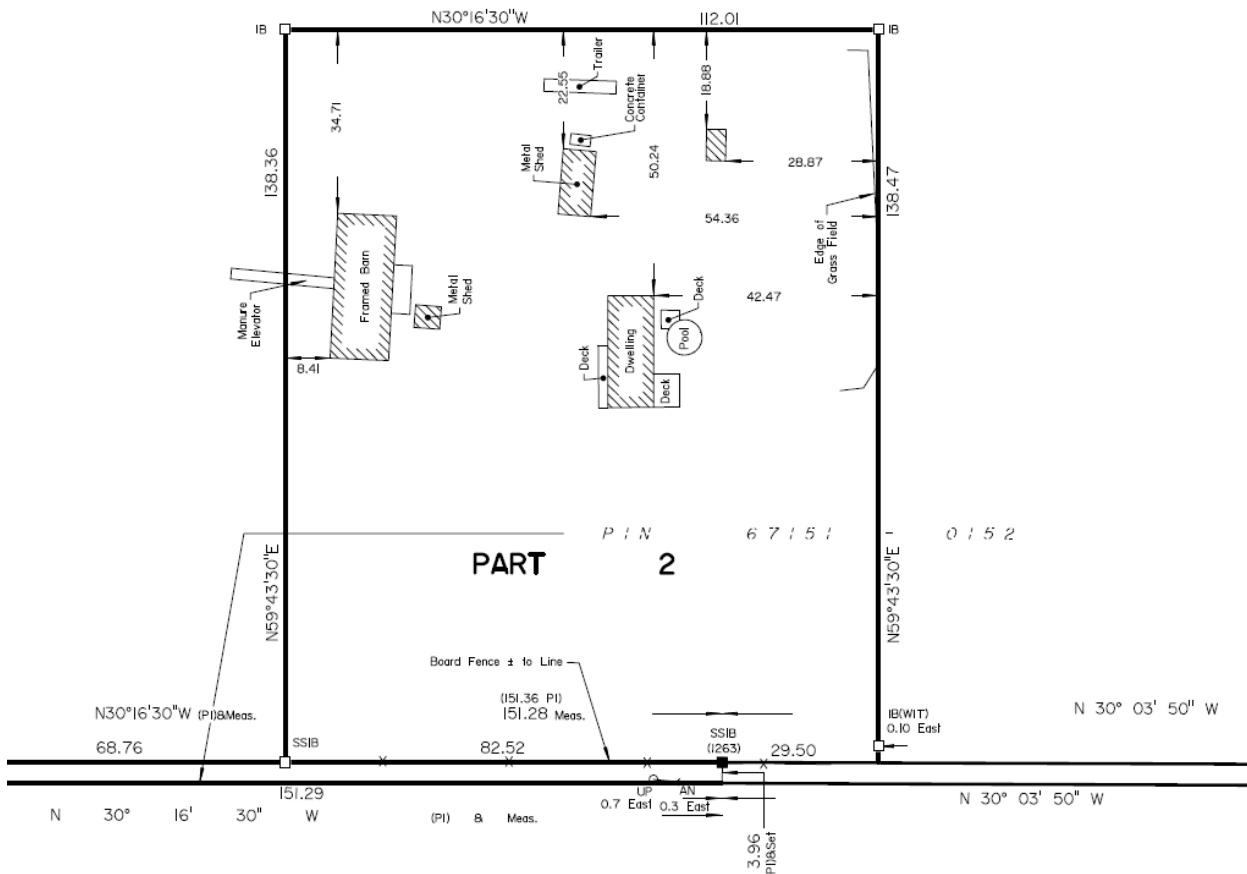 N30°16'30"W 112.01
IB
IB
Trailer
22.55
18.88
Concrete
Container
34.71
138.36
Metal
Shed
50.24
28.87
138.47
54.36
Edge of
Grass Field
Manure
Elevator
Framed Barn
Metal
Shed
Deck
42.47
Pool
8.41
Deck
Dwelling
Deck
PIN 67151 - 0152
PART 2
N59°43'30"E
N59°43'30"E
Board Fence ± to Line
(151.36 P1)
151.28 Meas.
N30°16'30"W (P1)&Meas.
N 30° 03' 50" W
IB(WIT)
0.10 East
68.76
SSIB
82.52
SSIB
(1263)
29.50
151.29
UP AN
0.7 East 0.3 East
N 30° 16' 30" W (P1) & Meas.
N 30° 03' 50" W
3.96
P1)&Set